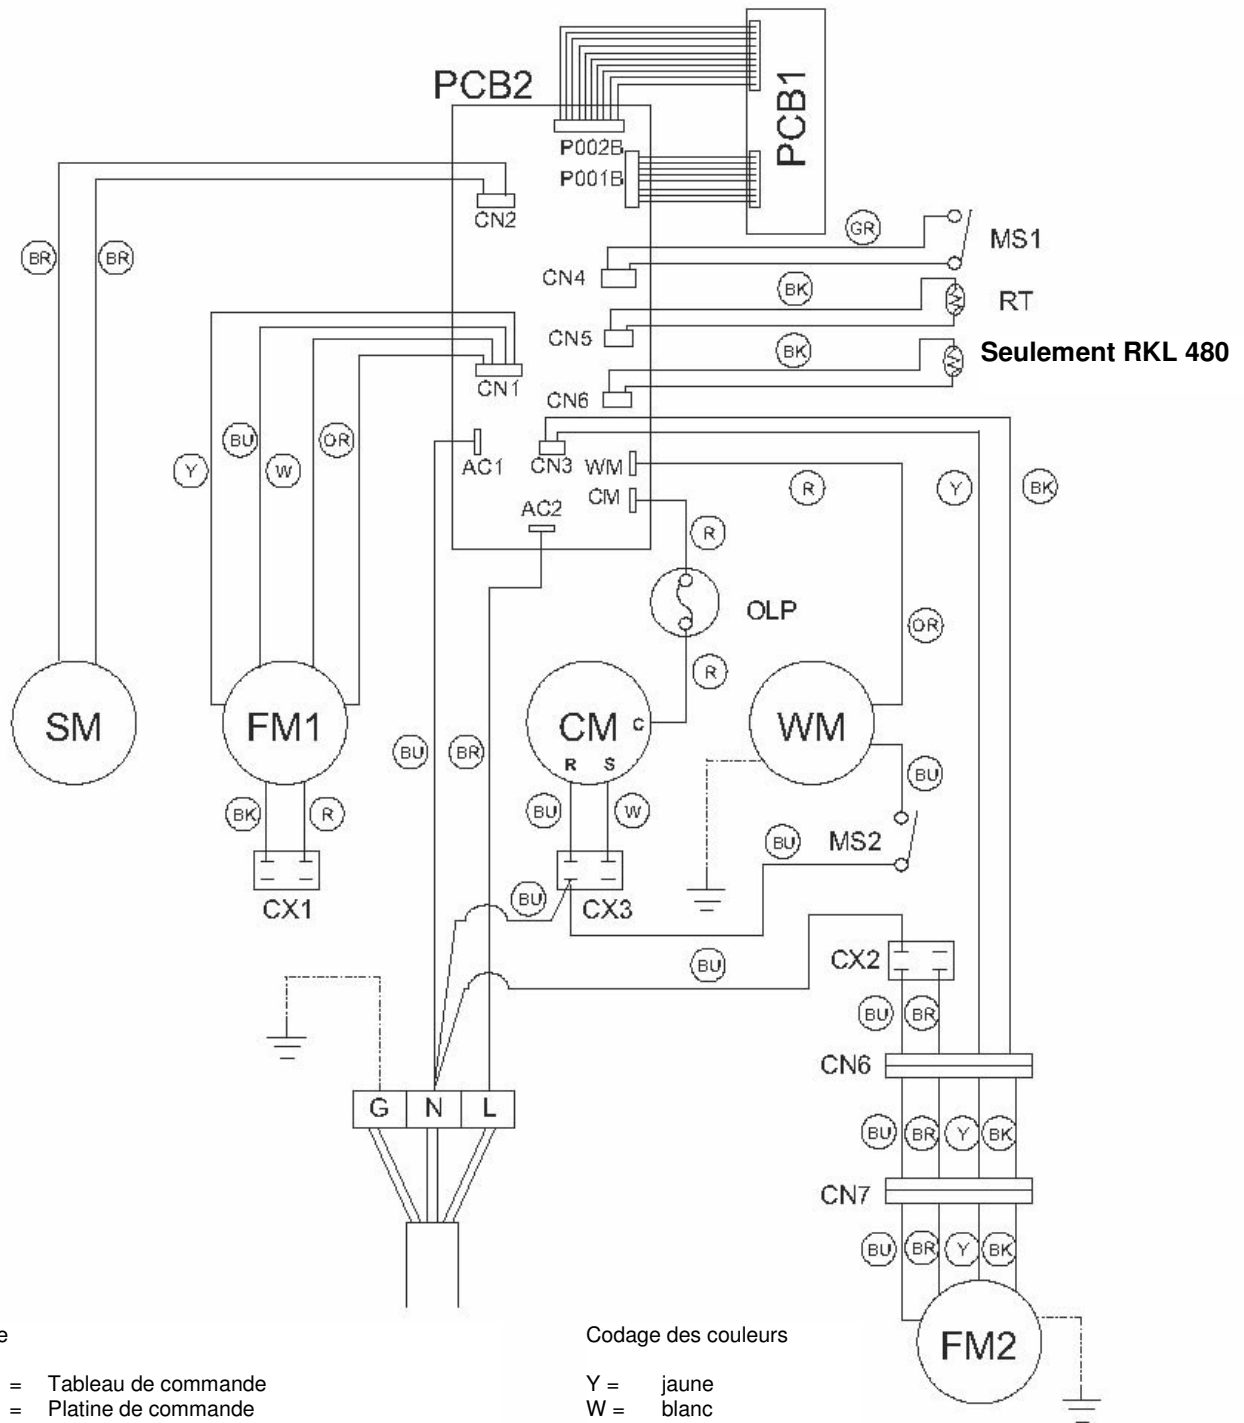 PCB2
PCB1
P002B
P001B
CN2
BR
BR
GR
MS1
CN4
BK
RT
CN5
BK
Seulement RKL 480
CN1
CN6
BU
OR
Y
W
AC1
CN3
WM
R
Y
BK
CM
AC2
R
OLP
OR
R
SM
FM1
CM
C
R
S
WM
BU
BR
BU
BK
R
BU
W
BU
MS2
CX1
BU
CX3
BU
CX2
BU
BR
CN6
G
N
L
BU
BR
Y
BK
CN7
BU
BR
Y
BK
FM2
e
Codage des couleurs
= Tableau de commande
Y = jaune
= Platine de commande
W = blanc